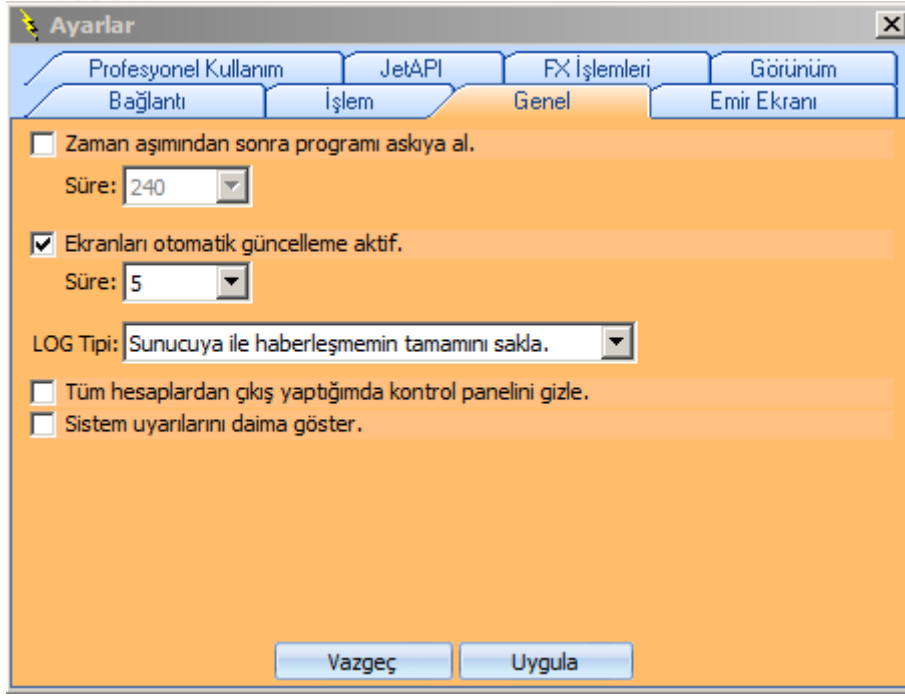 Ayarlar
Profesyonel Kullanım JetAPI FX İşlemleri Görünüm
Bağlantı İşlem Genel Emir Ekranı
Zaman aşımından sonra programı askıya al.
Süre: 240
Ekranları otomatik güncelleme aktif.
Süre: 5
LOG Tipi: Sunucuya ile haberleşmemin tamamını sakla.
Tüm hesaplardan çıkış yaptığımda kontrol panelini gizle.
Sistem uyarılarını daima göster.
Vazgeç Uygula